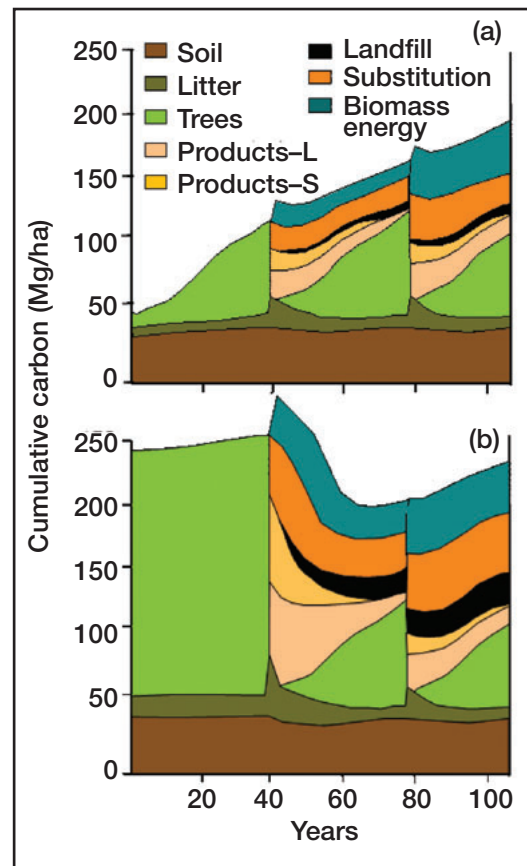 (a)
250
200
150
100
50
0
Soil
Litter
Trees
Products–L
Products–S
Landfill
Substitution
Biomass
energy
Cumulative carbon (Mg/ha)
(b)
250
200
150
100
50
0
20 40 60 80 100
Years